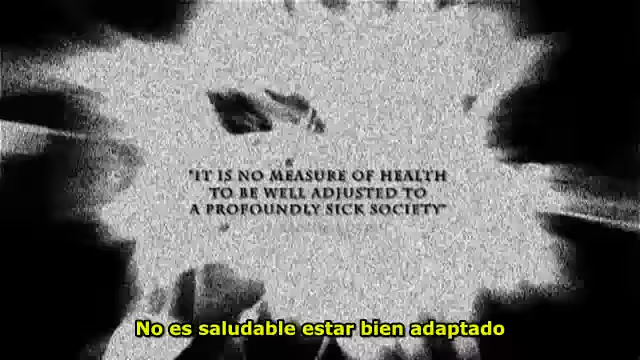 "IT IS NO MEASURE OF HEALTH
TO BE WELL ADJUSTED TO
A PROFOUNDLY SICK SOCIETY"
No es saludable estar bien adaptado